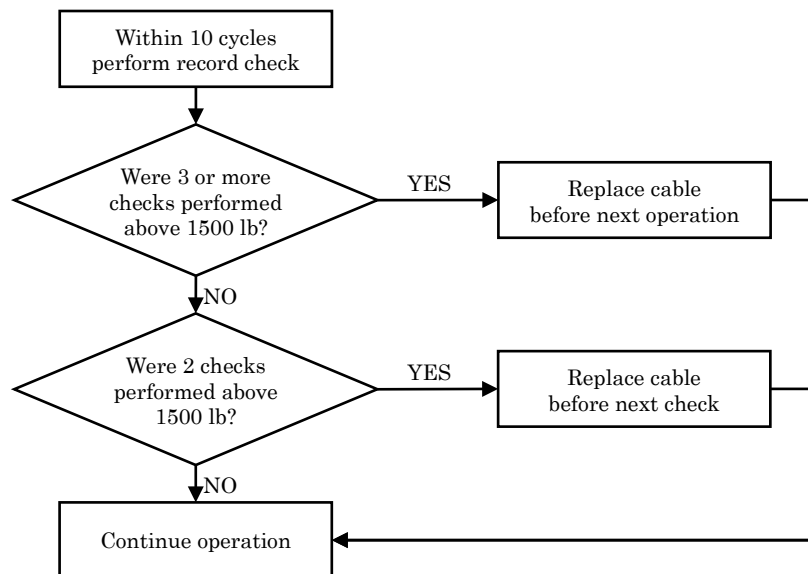 Within 10 cycles
perform record check
Were 3 or more
checks performed
above 1500 lb?
YES
Replace cable
before next operation
NO
Were 2 checks
performed above
1500 lb?
YES
Replace cable
before next check
NO
Continue operation